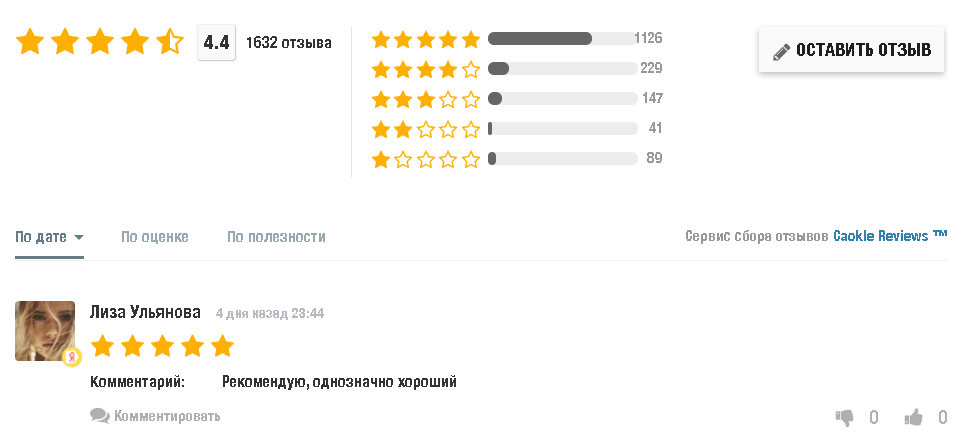 4.4 1632 отзыва
1126
229
147
41
89
ОСТАВИТЬ ОТЗЫВ
По дате По оценке По полезности
Сервис сбора отзывов Cackle Reviews ™
Лиза Ульянова 4 дня назад 23:44
Я
Комментарий: Рекомендую, однозначно хороший
Комментировать 0 0